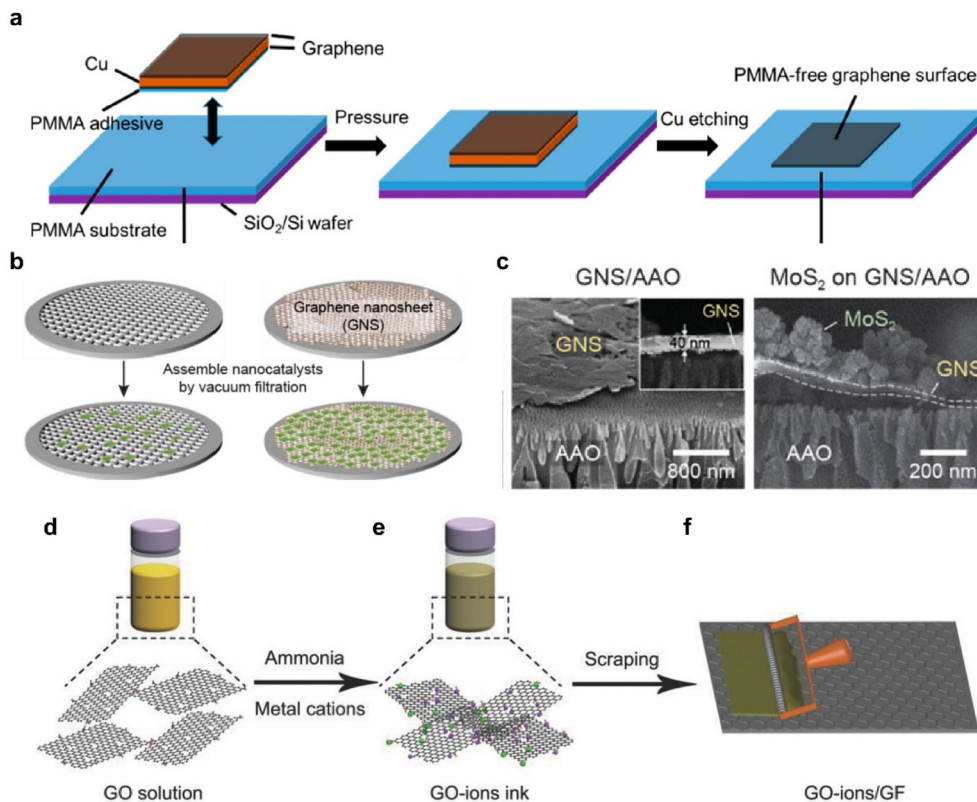 a
Graphene
Cu
PMMA adhesive
PMMA substrate
SiO2/Si wafer
Pressure
Cu etching
PMMA-free graphene surface
b
Graphene nanosheet
(GNS)
Assemble nanocatalysts
by vacuum filtration
c
GNS/AAO
MoS2 on GNS/AAO
GNS
GNS
40 nm
AAO
800 nm
MoS2
GNS
AAO
200 nm
d
Ammonia
Metal cations
GO solution
e
GO-ions ink
Scraping
f
GO-ions/GF